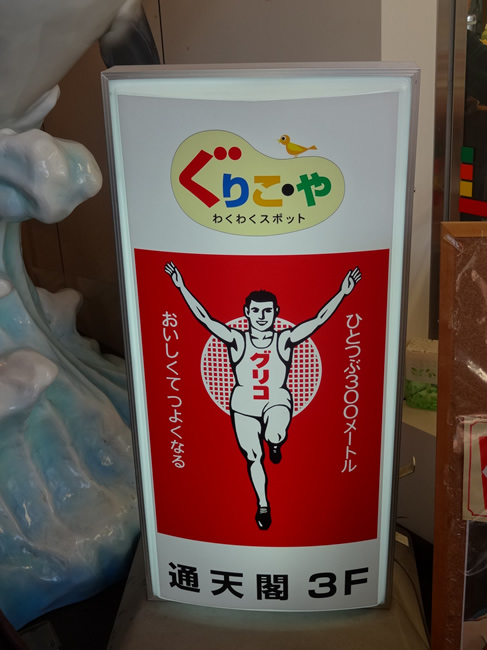 ぐりこ・や
わくわくスポット
ひとつぶ300メートル
おいしくてつよくなる
グリコ
通天閣 3F